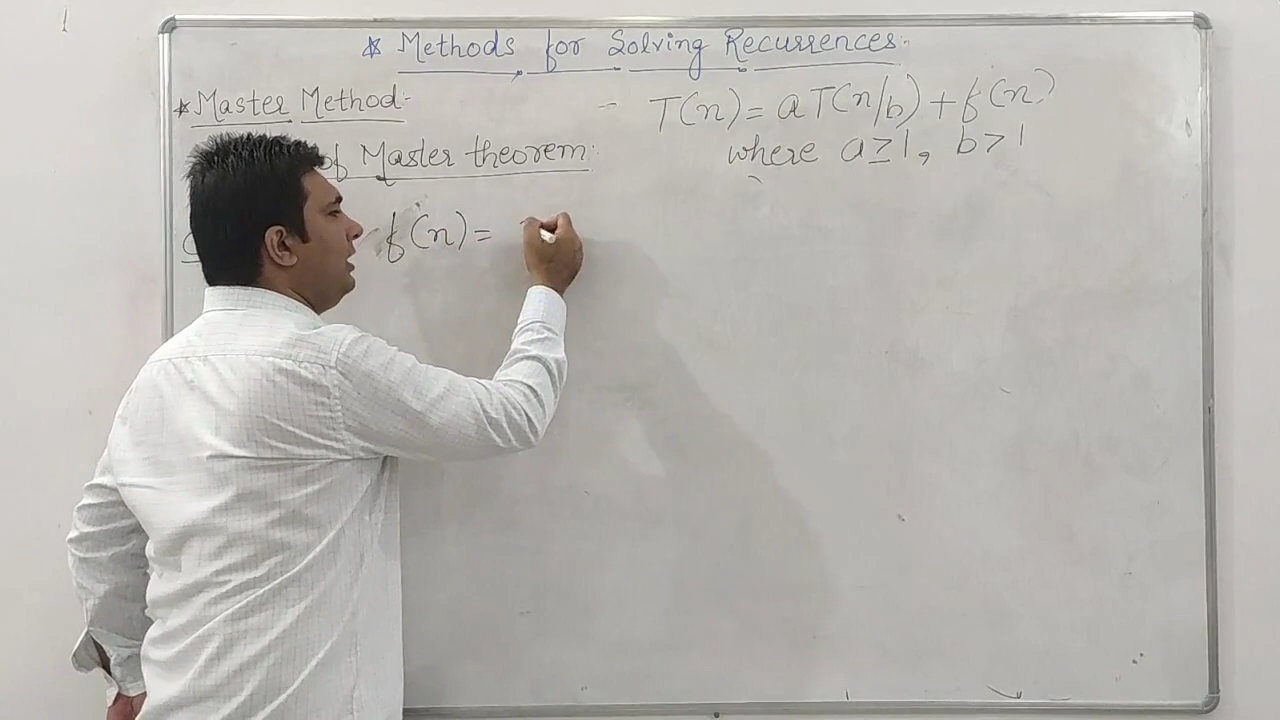 * Methods for Solving Recurrences:-
* Master Method:-
- T(n) = aT(n/b) + f(n)
where a≥1, b>1
of Master theorem:
f(n) =